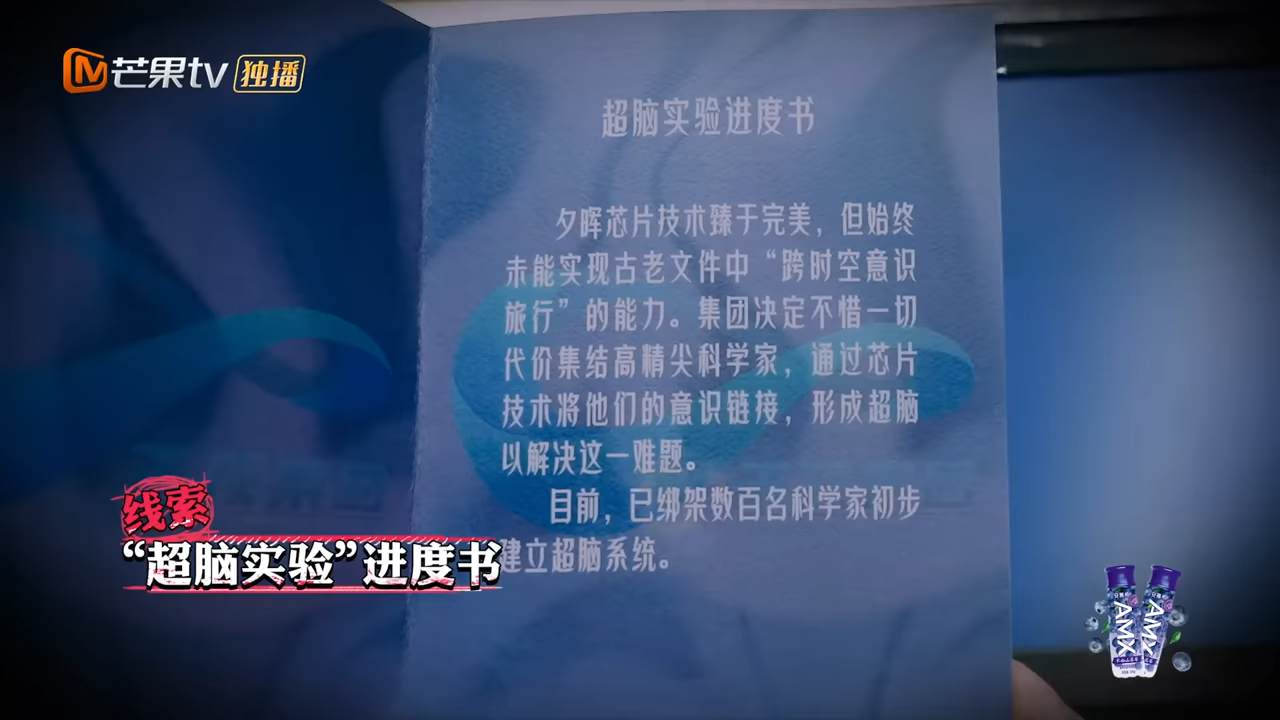 芒果tv 独播
超脑实验进度书
夕晖芯片技术臻于完美，但始终
未能实现古老文件中“跨时空意识
旅行”的能力。集团决定不惜一切
代价集结高精尖科学家，通过芯片
技术将他们的意识链接，形成超脑
以解决这一难题。
目前，已绑架数百名科学家初步
建立超脑系统。
线索
“超脑实验”进度书
AMX
AMX